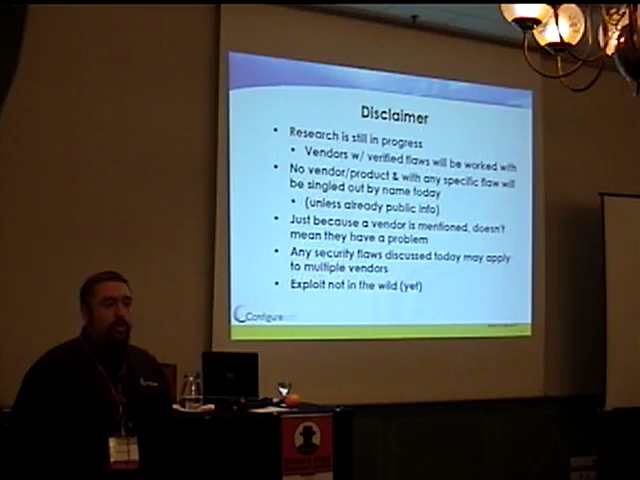 Disclaimer
• Research is still in progress
• Vendors w/ verified flaws will be worked with
• No vendor/product & with any specific flaw will
be singled out by name today
• (unless already public info)
• Just because a vendor is mentioned, doesn't
mean they have a problem
• Any security flaws discussed today may apply
to multiple vendors
• Exploit not in the wild (yet)